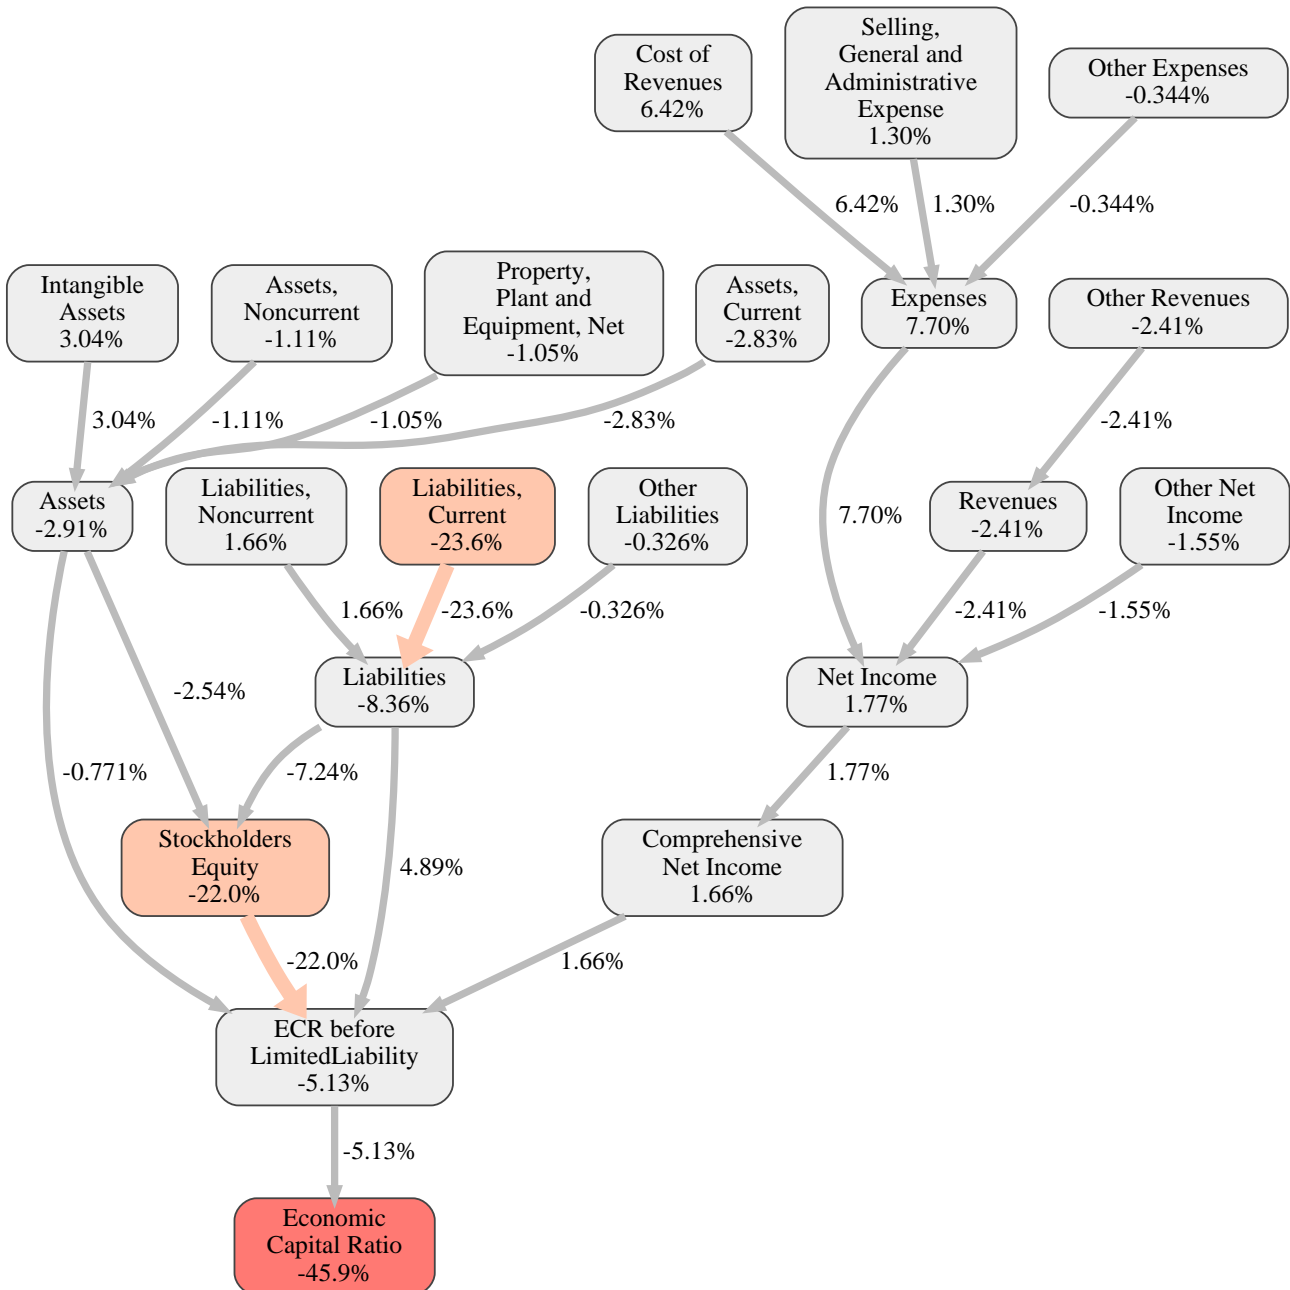 Cost of
Revenues
6.42%
Selling,
General and
Administrative
Expense
1.30%
Other Expenses
-0.344%
6.42%
1.30%
-0.344%
Intangible
Assets
3.04%
Assets,
Noncurrent
-1.11%
Property,
Plant and
Equipment, Net
-1.05%
Assets,
Current
-2.83%
Expenses
7.70%
Other Revenues
-2.41%
3.04%
-1.11%
-1.05%
-2.83%
-2.41%
Assets
-2.91%
Liabilities,
Noncurrent
1.66%
Liabilities,
Current
-23.6%
Other
Liabilities
-0.326%
7.70%
Revenues
-2.41%
Other Net
Income
-1.55%
1.66%
-23.6%
-0.326%
-2.41%
-1.55%
-2.54%
Liabilities
-8.36%
Net Income
1.77%
-0.771%
-7.24%
1.77%
Stockholders
Equity
-22.0%
4.89%
Comprehensive
Net Income
1.66%
-22.0%
1.66%
ECR before
LimitedLiability
-5.13%
-5.13%
Economic
Capital Ratio
-45.9%